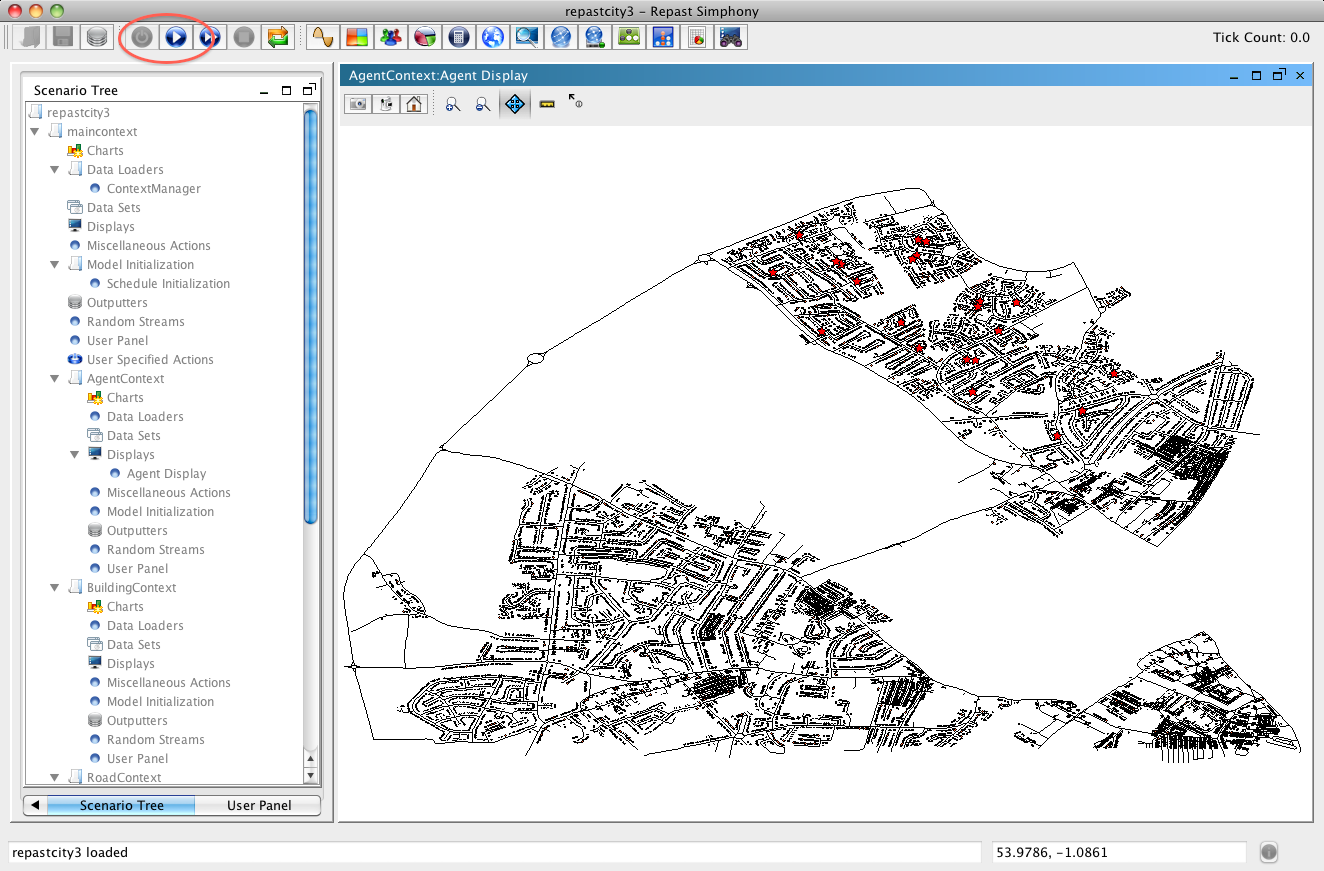 repastcity3 - Repast Simphony
Tick Count: 0.0
Scenario Tree
repastcity3
maincontext
Charts
Data Loaders
ContextManager
Data Sets
Displays
Miscellaneous Actions
Model Initialization
Schedule Initialization
Outputters
Random Streams
User Panel
User Specified Actions
AgentContext
Charts
Data Loaders
Data Sets
Displays
Agent Display
Miscellaneous Actions
Model Initialization
Outputters
Random Streams
User Panel
BuildingContext
Charts
Data Loaders
Data Sets
Displays
Miscellaneous Actions
Model Initialization
Outputters
Random Streams
User Panel
RoadContext
Scenario Tree
User Panel
AgentContext:Agent Display
repastcity3 loaded
53.9786, -1.0861